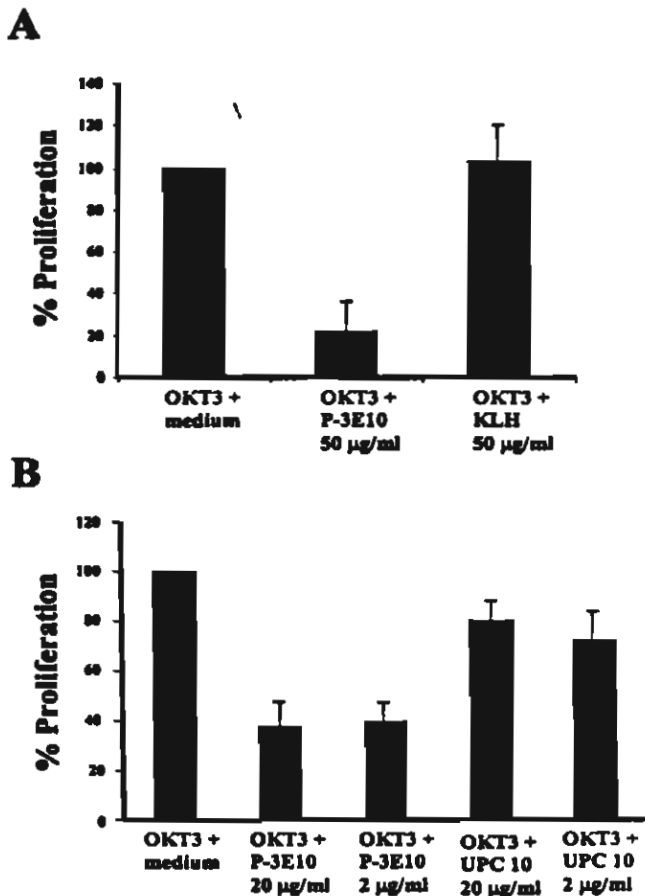 A
140
120
100
80
60
40
20
0
% Proliferation
OKT3 +
medium
OKT3 +
P-3E10
50 µg/ml
OKT3 +
KLH
50 µg/ml
B
120
100
80
60
40
20
0
% Proliferation
OKT3 +
medium
OKT3 +
P-3E10
20 µg/ml
OKT3 +
P-3E10
2 µg/ml
OKT3 +
UPC 10
20 µg/ml
OKT3 +
UPC 10
2 µg/ml